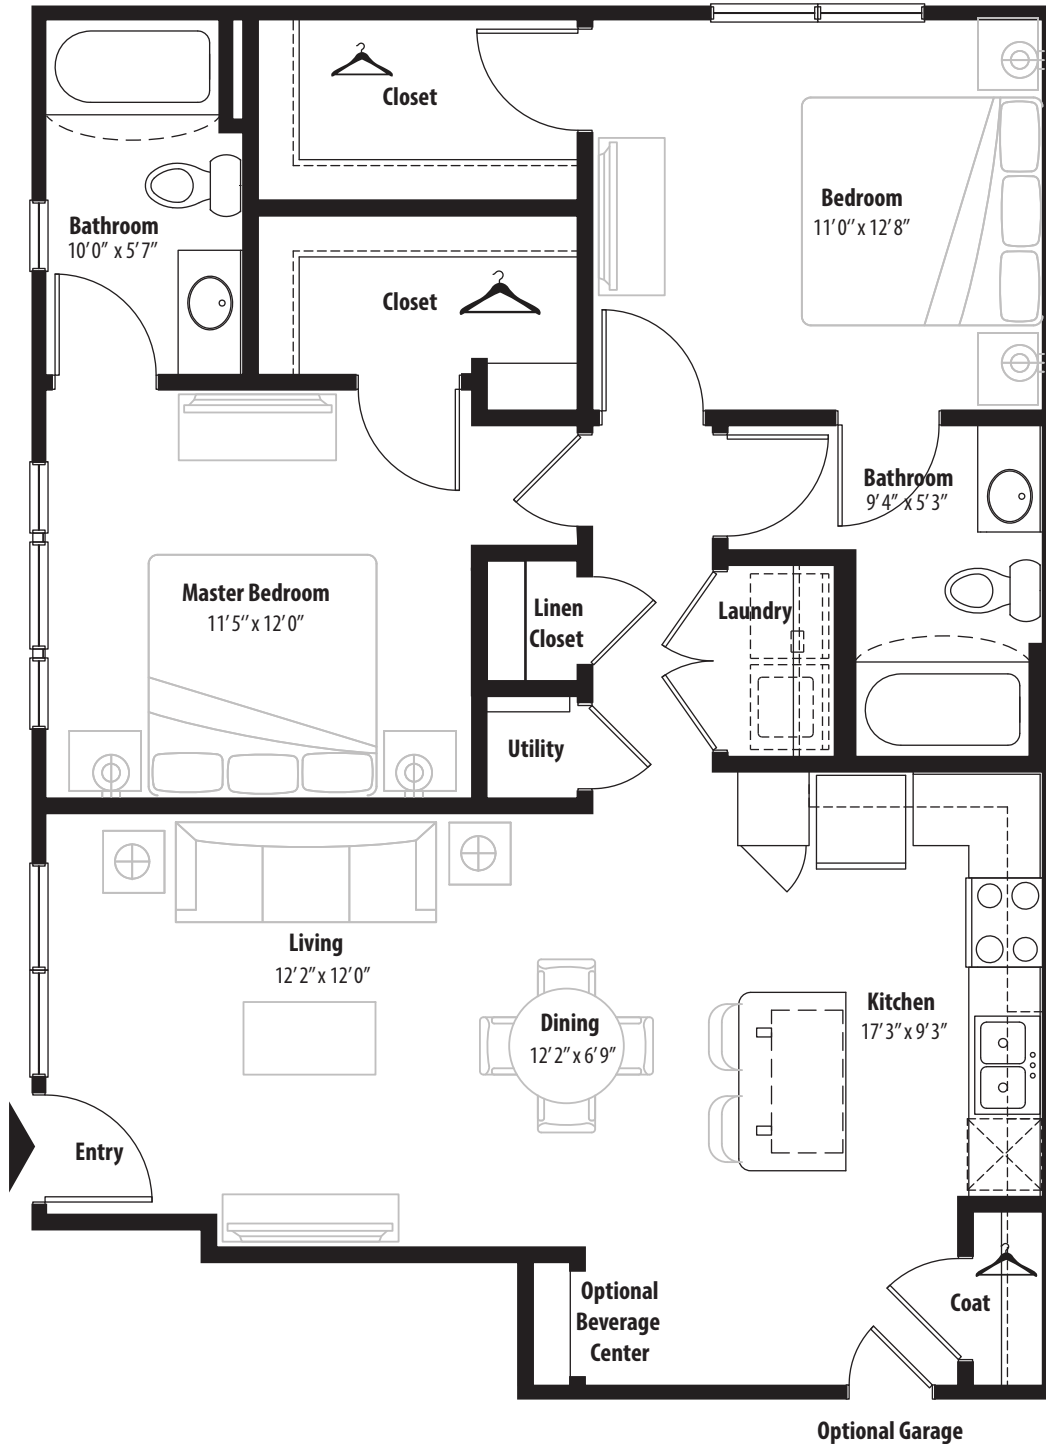 Closet
Bedroom
11'0" x 12'8"
Bathroom
10'0" x 5'7"
Closet
Bathroom
9'4" x 5'3"
Master Bedroom
11'5" x 12'0"
Linen
Closet
Laundry
Utility
Living
12'2" x 12'0"
Dining
12'2" x 6'9"
Kitchen
17'3" x 9'3"
Entry
Optional
Beverage
Center
Coat
Optional Garage